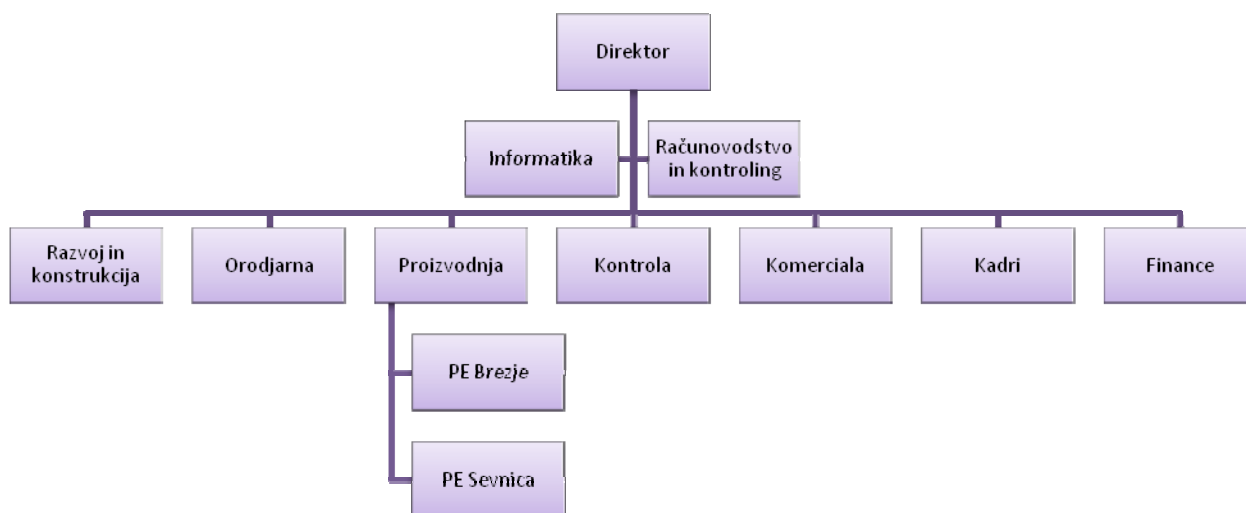 Direktor
Informatika
Računovodstvo
in kontroling
Razvoj in
konstrukcija
Orodjarna
Proizvodnja
Kontrola
Komerciala
Kadri
Finance
PE Brezje
PE Sevnica